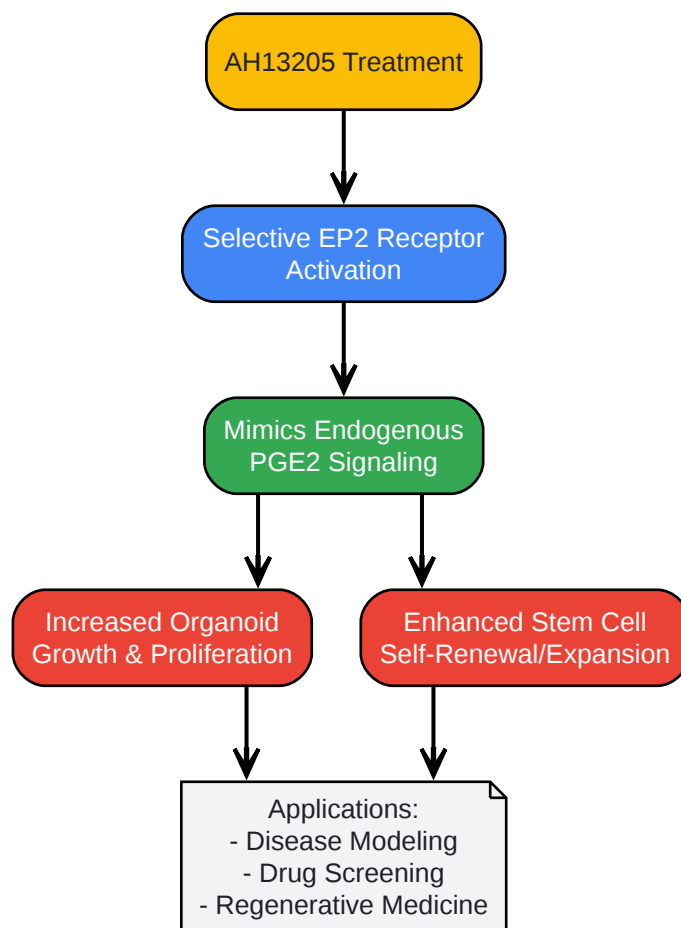 AH13205 Treatment
Selective EP2 Receptor
Activation
Mimics Endogenous
PGE2 Signaling
Increased Organoid
Growth & Proliferation
Enhanced Stem Cell
Self-Renewal/Expansion
Applications:
- Disease Modeling
- Drug Screening
- Regenerative Medicine